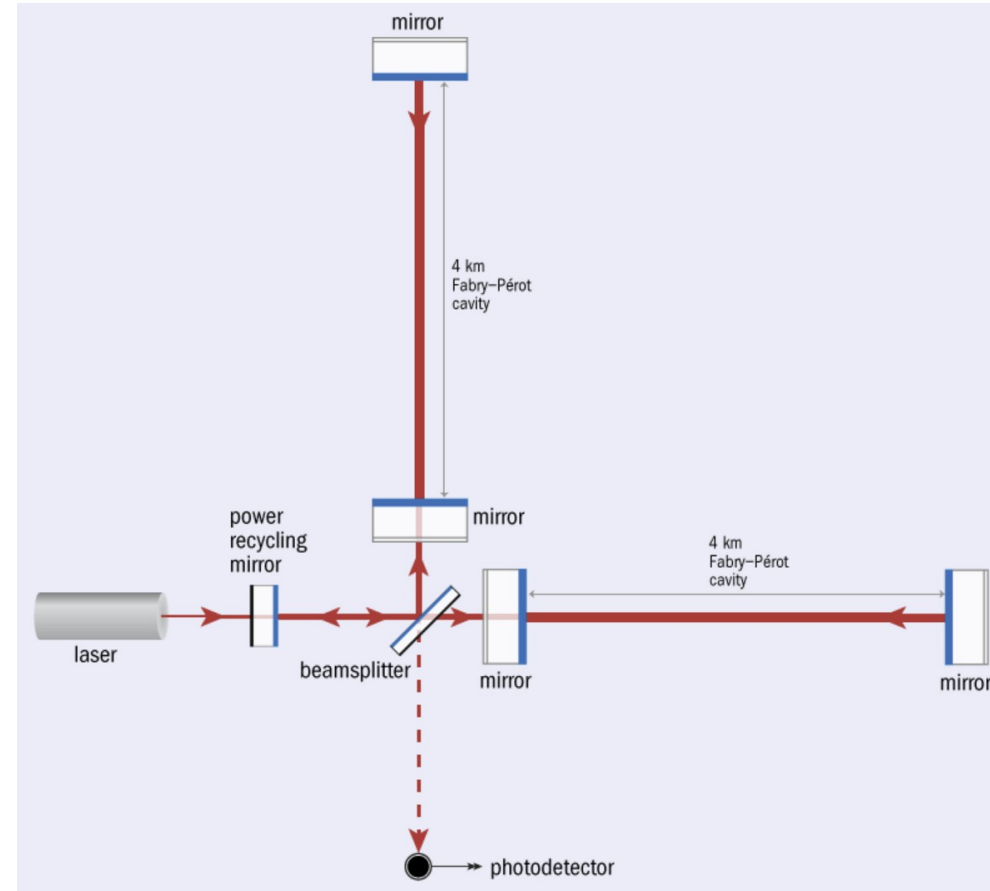 mirror
4 km
Fabry–Pérot
cavity
power
recycling
mirror
mirror
4 km
Fabry–Pérot
cavity
laser
beamsplitter
mirror
mirror
photodetector